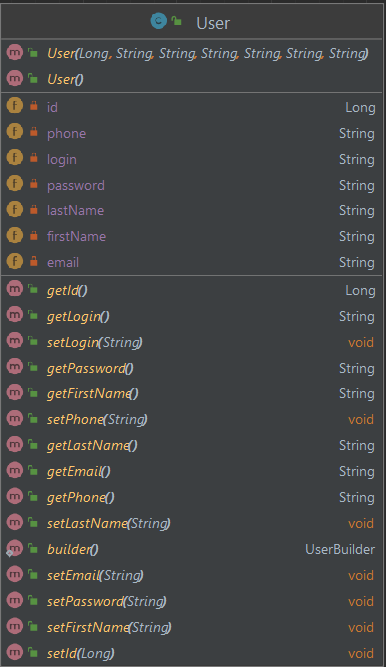 User
User(Long, String, String, String, String, String, String)
User()
id Long
phone String
login String
password String
lastName String
firstName String
email String
getId() Long
getLogin() String
setLogin(String) void
getPassword() String
getFirstName() String
setPhone(String) void
getLastName() String
getEmail() String
getPhone() String
setLastName(String) void
builder() UserBuilder
setEmail(String) void
setPassword(String) void
setFirstName(String) void
setId(Long) void